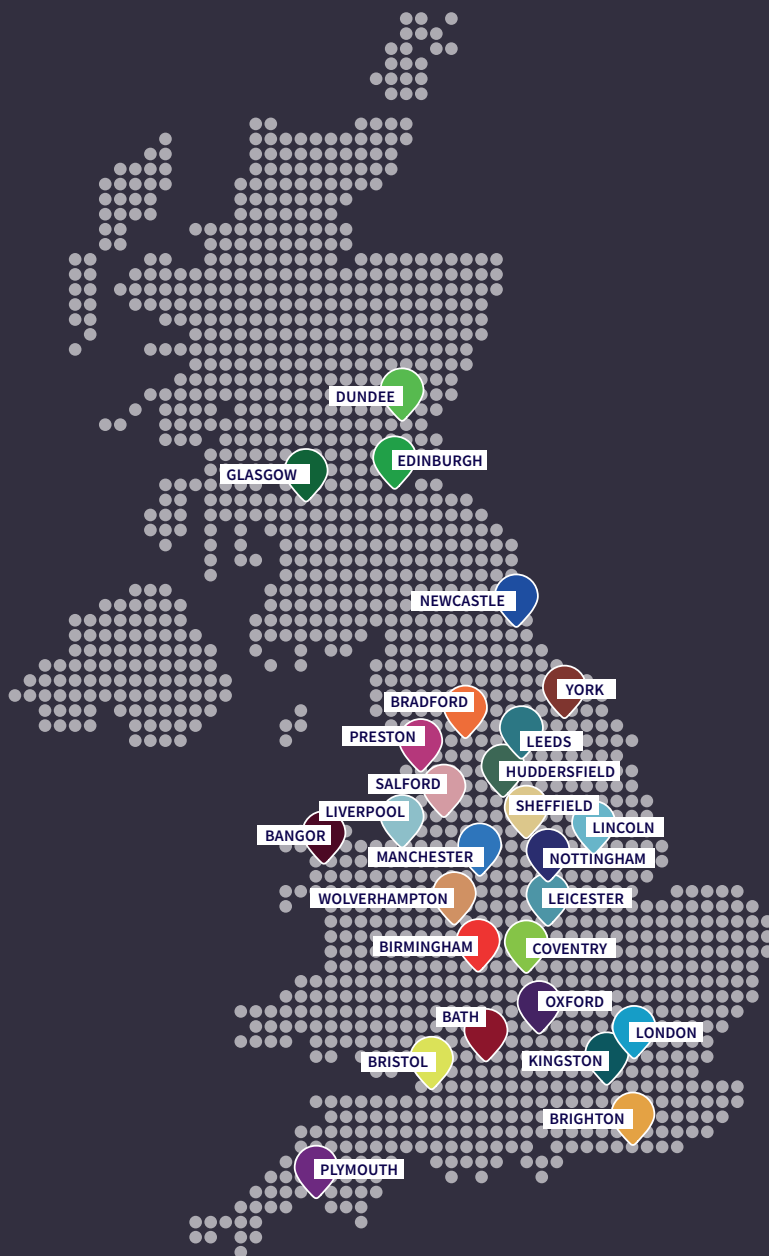 DUNDEE
EDINBURGH
GLASGOW
NEWCASTLE
YORK
BRADFORD
PRESTON
LEEDS
HUDDERSFIELD
SALFORD
SHEFFIELD
LIVERPOOL
LINCOLN
BANGOR
MANCHESTER
NOTTINGHAM
WOLVERHAMPTON
LEICESTER
BIRMINGHAM
COVENTRY
OXFORD
BATH
LONDON
KINGSTON
BRISTOL
BRIGHTON
PLYMOUTH